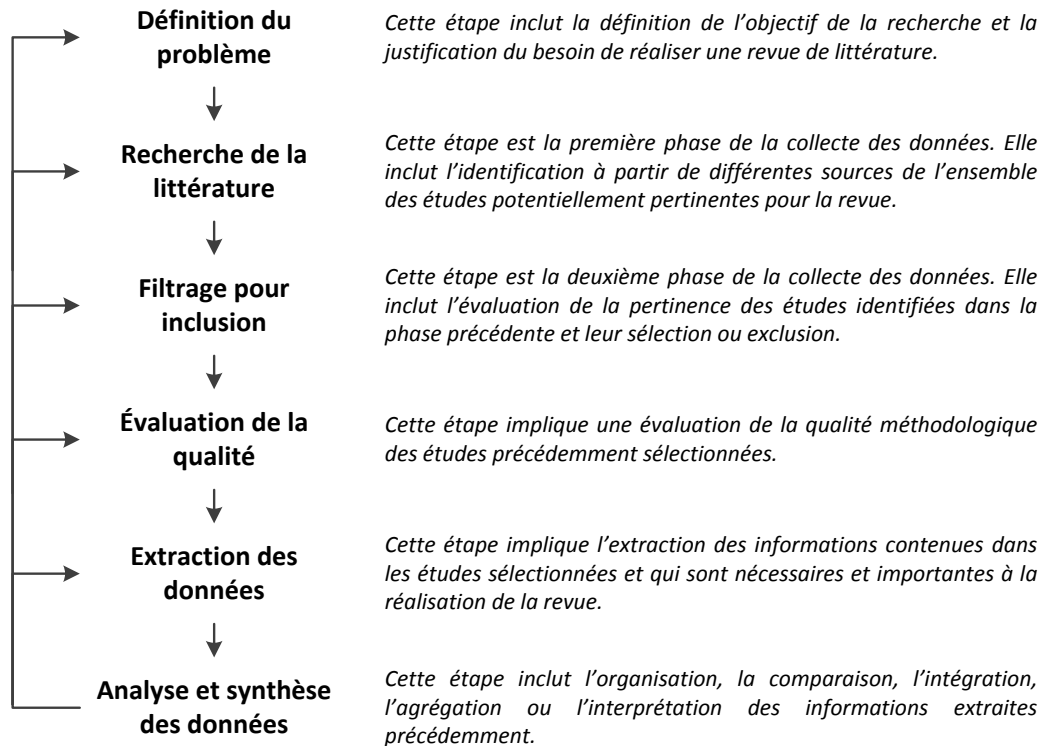 Définition du
problème
Cette étape inclut la définition de l’objectif de la recherche et la
justification du besoin de réaliser une revue de littérature.
Recherche de la
littérature
Cette étape est la première phase de la collecte des données. Elle
inclut l’identification à partir de différentes sources de l’ensemble
des études potentiellement pertinentes pour la revue.
Filtrage pour
inclusion
Cette étape est la deuxième phase de la collecte des données. Elle
inclut l’évaluation de la pertinence des études identifiées dans la
phase précédente et leur sélection ou exclusion.
Évaluation de la
qualité
Cette étape implique une évaluation de la qualité méthodologique
des études précédemment sélectionnées.
Extraction des
données
Cette étape implique l’extraction des informations contenues dans
les études sélectionnées et qui sont nécessaires et importantes à la
réalisation de la revue.
Analyse et synthèse
des données
Cette étape inclut l’organisation, la comparaison, l’intégration,
l’agrégation ou l’interprétation des informations extraites
précédemment.